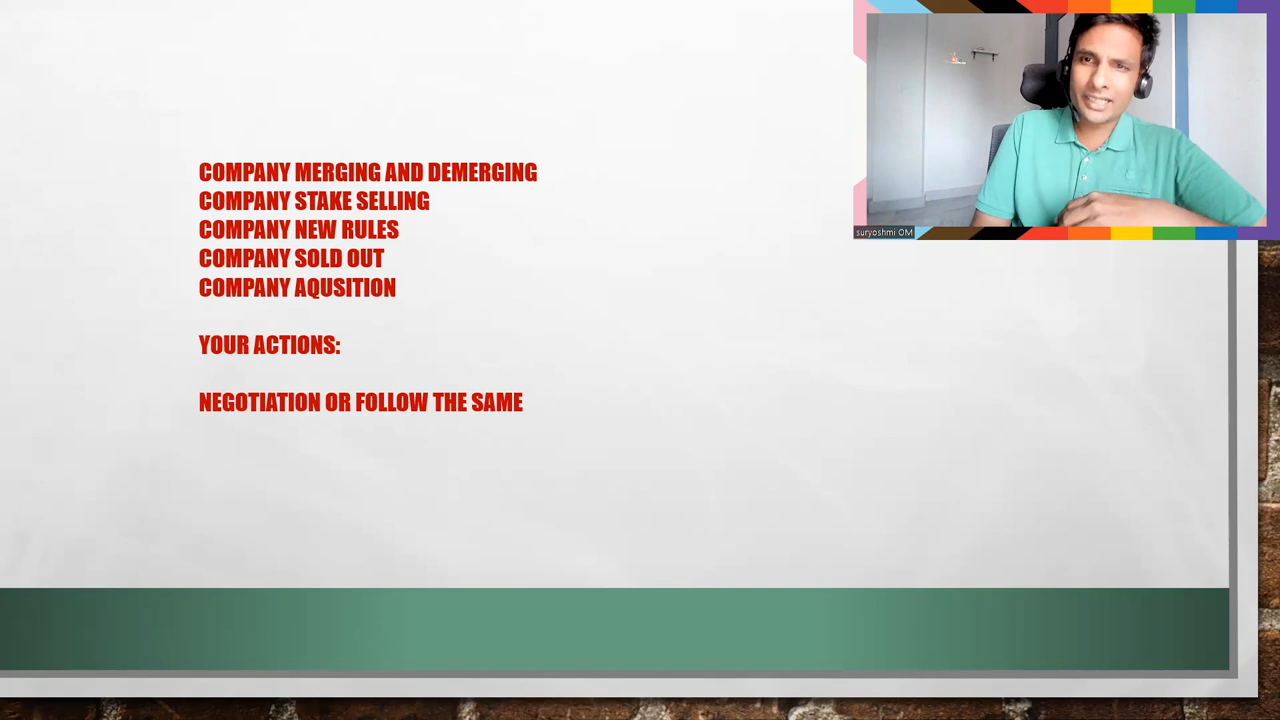 COMPANY MERGING AND DEMERGING
COMPANY STAKE SELLING
COMPANY NEW RULES
COMPANY SOLD OUT
COMPANY AQUSITION
YOUR ACTIONS:
NEGOTIATION OR FOLLOW THE SAME
suryoshmi OM